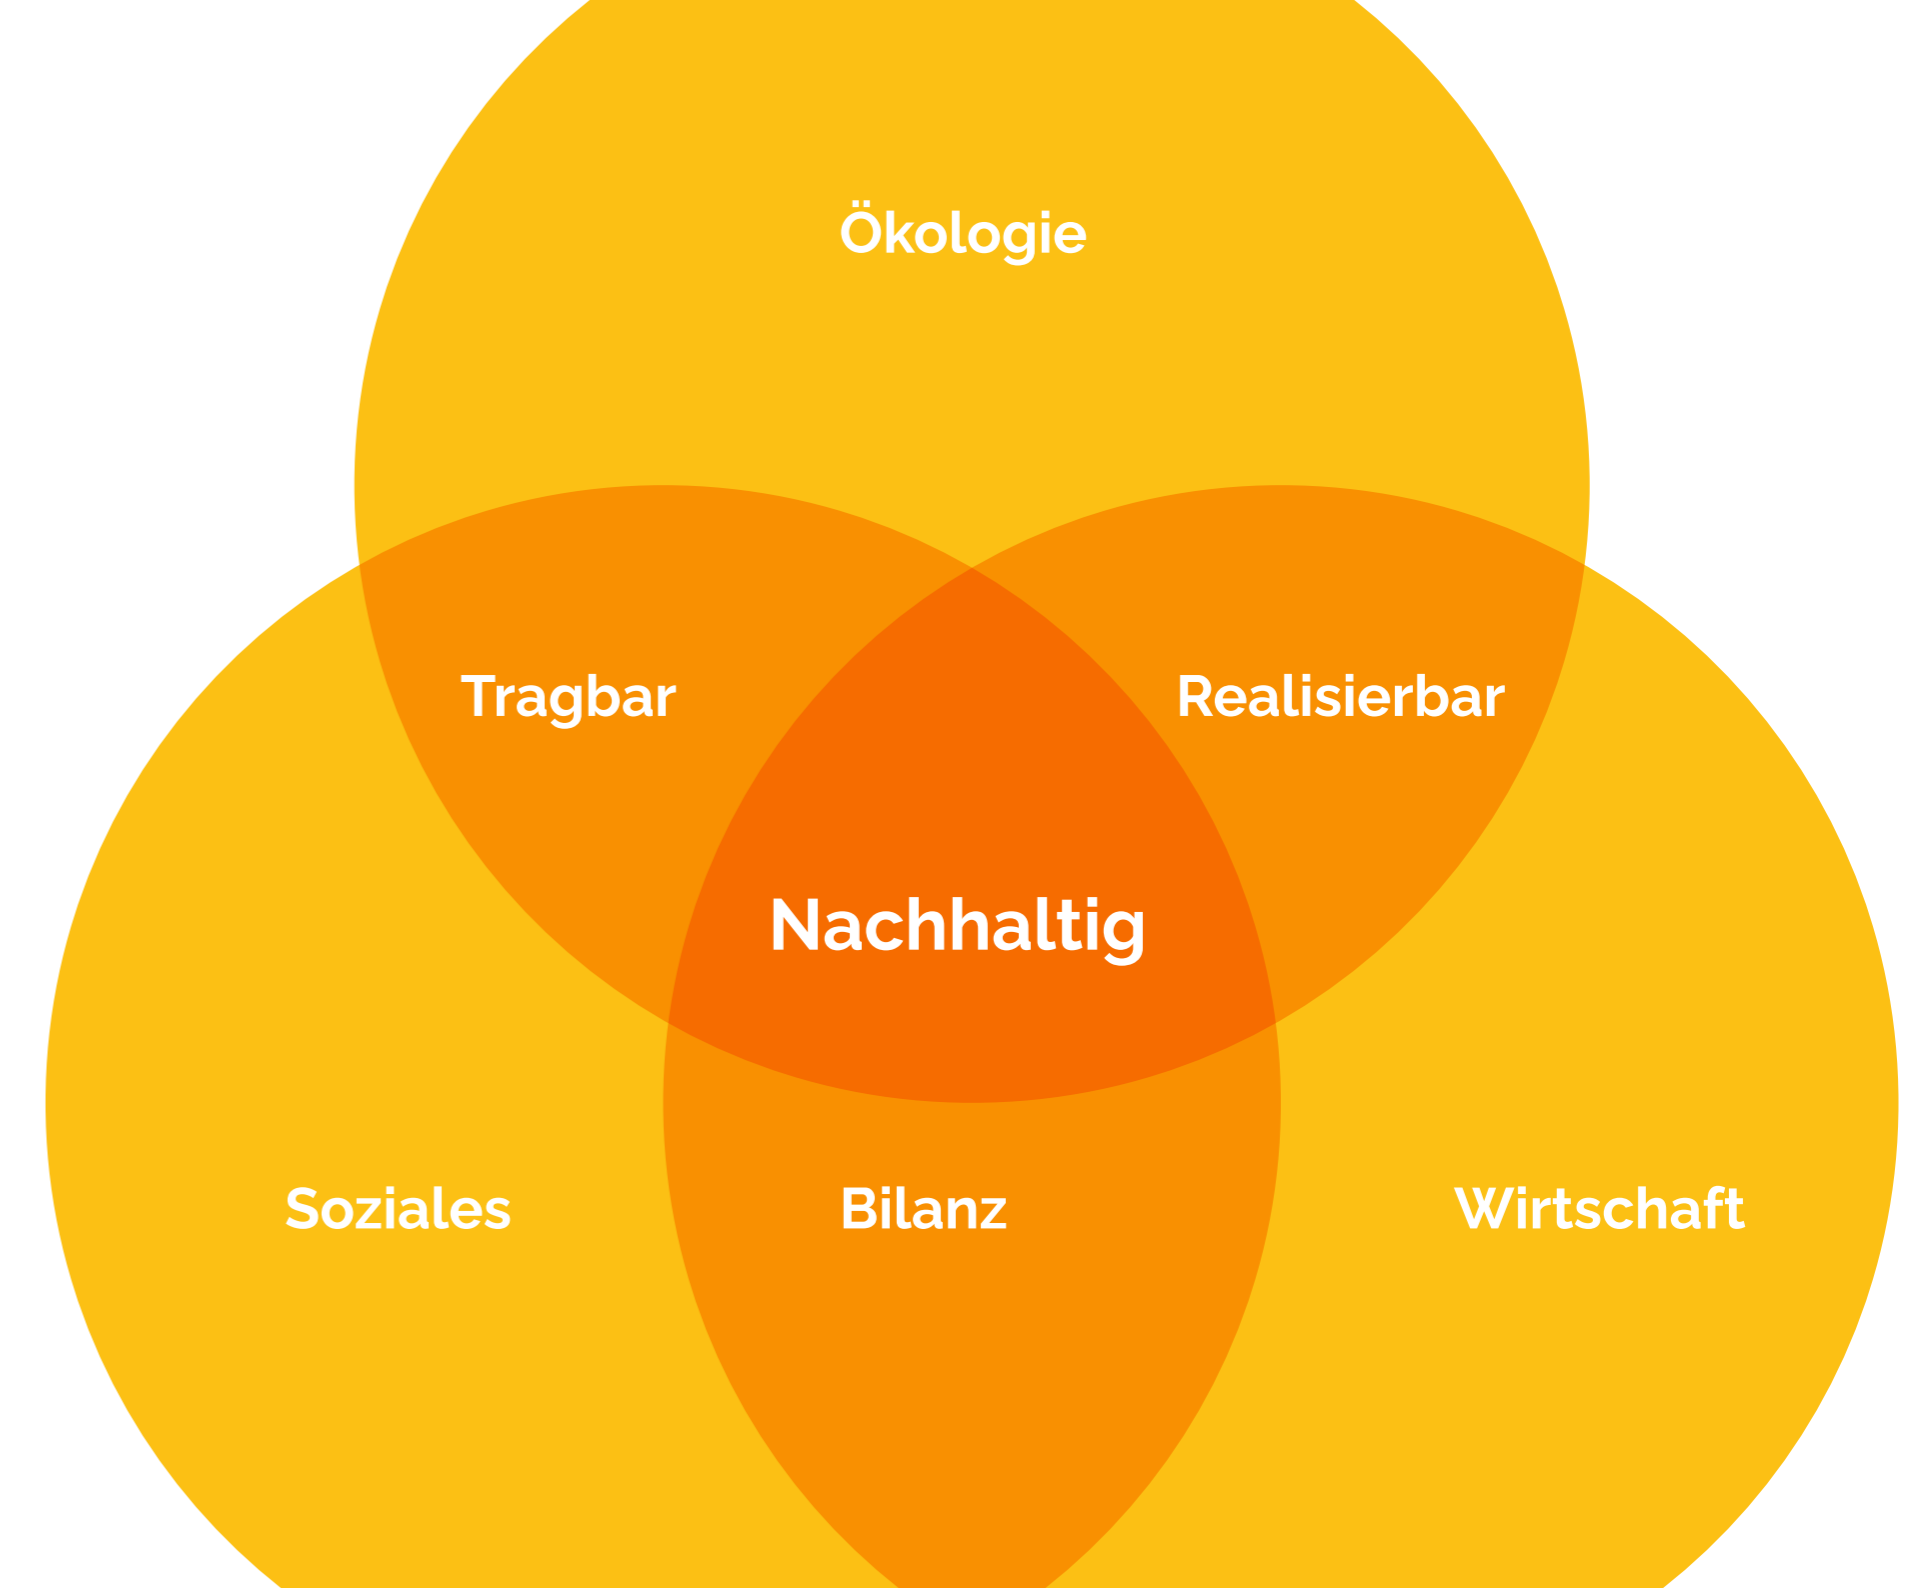 Ökologie
Tragbar
Realisierbar
Nachhaltig
Soziales
Bilanz
Wirtschaft